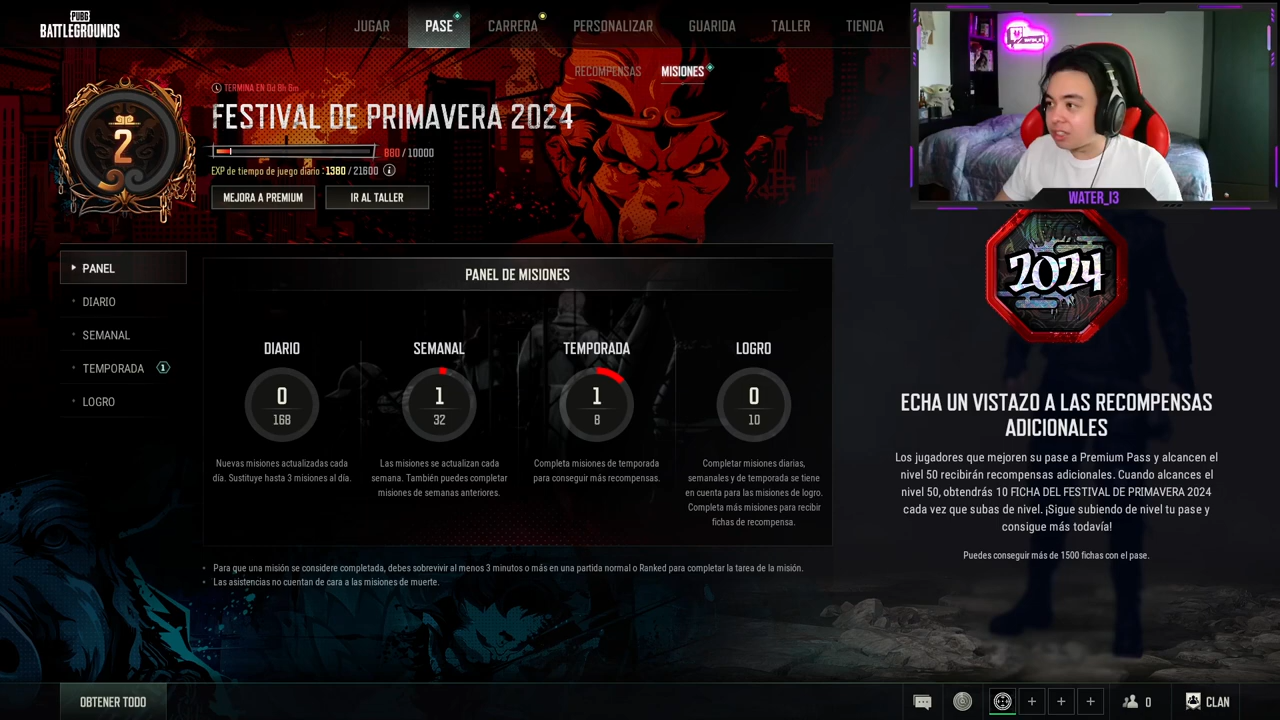 PUBG
BATTLEGROUNDS
JUGAR
PASE
CARRERA
PERSONALIZAR
GUARIDA
TALLER
TIENDA
RECOMPENSAS
MISIONES
TERMINA EN 0d 8h 6m
FESTIVAL DE PRIMAVERA 2024
2
880 / 10000
EXP de tiempo de juego diario : 1380 / 21600
MEJORA A PREMIUM
IR AL TALLER
WATER_I3
PANEL
DIARIO
SEMANAL
TEMPORADA 1
LOGRO
PANEL DE MISIONES
DIARIO
0
168
Nuevas misiones actualizadas cada
día. Sustituye hasta 3 misiones al día.
SEMANAL
1
32
Las misiones se actualizan cada
semana. También puedes completar
misiones de semanas anteriores.
TEMPORADA
1
8
Completa misiones de temporada
para conseguir más recompensas.
LOGRO
0
10
Completar misiones diarias,
semanales y de temporada se tiene
en cuenta para las misiones de logro.
Completa más misiones para recibir
fichas de recompensa.
Para que una misión se considere completada, debes sobrevivir al menos 3 minutos o más en una partida normal o Ranked para completar la tarea de la misión.
Las asistencias no cuentan de cara a las misiones de muerte.
2024
ECHA UN VISTAZO A LAS RECOMPENSAS
ADICIONALES
Los jugadores que mejoren su pase a Premium Pass y alcancen el
nivel 50 recibirán recompensas adicionales. Cuando alcances el
nivel 50, obtendrás 10 FICHA DEL FESTIVAL DE PRIMAVERA 2024
cada vez que subas de nivel. ¡Sigue subiendo de nivel tu pase y
consigue más todavía!
Puedes conseguir más de 1500 fichas con el pase.
OBTENER TODO
0
CLAN